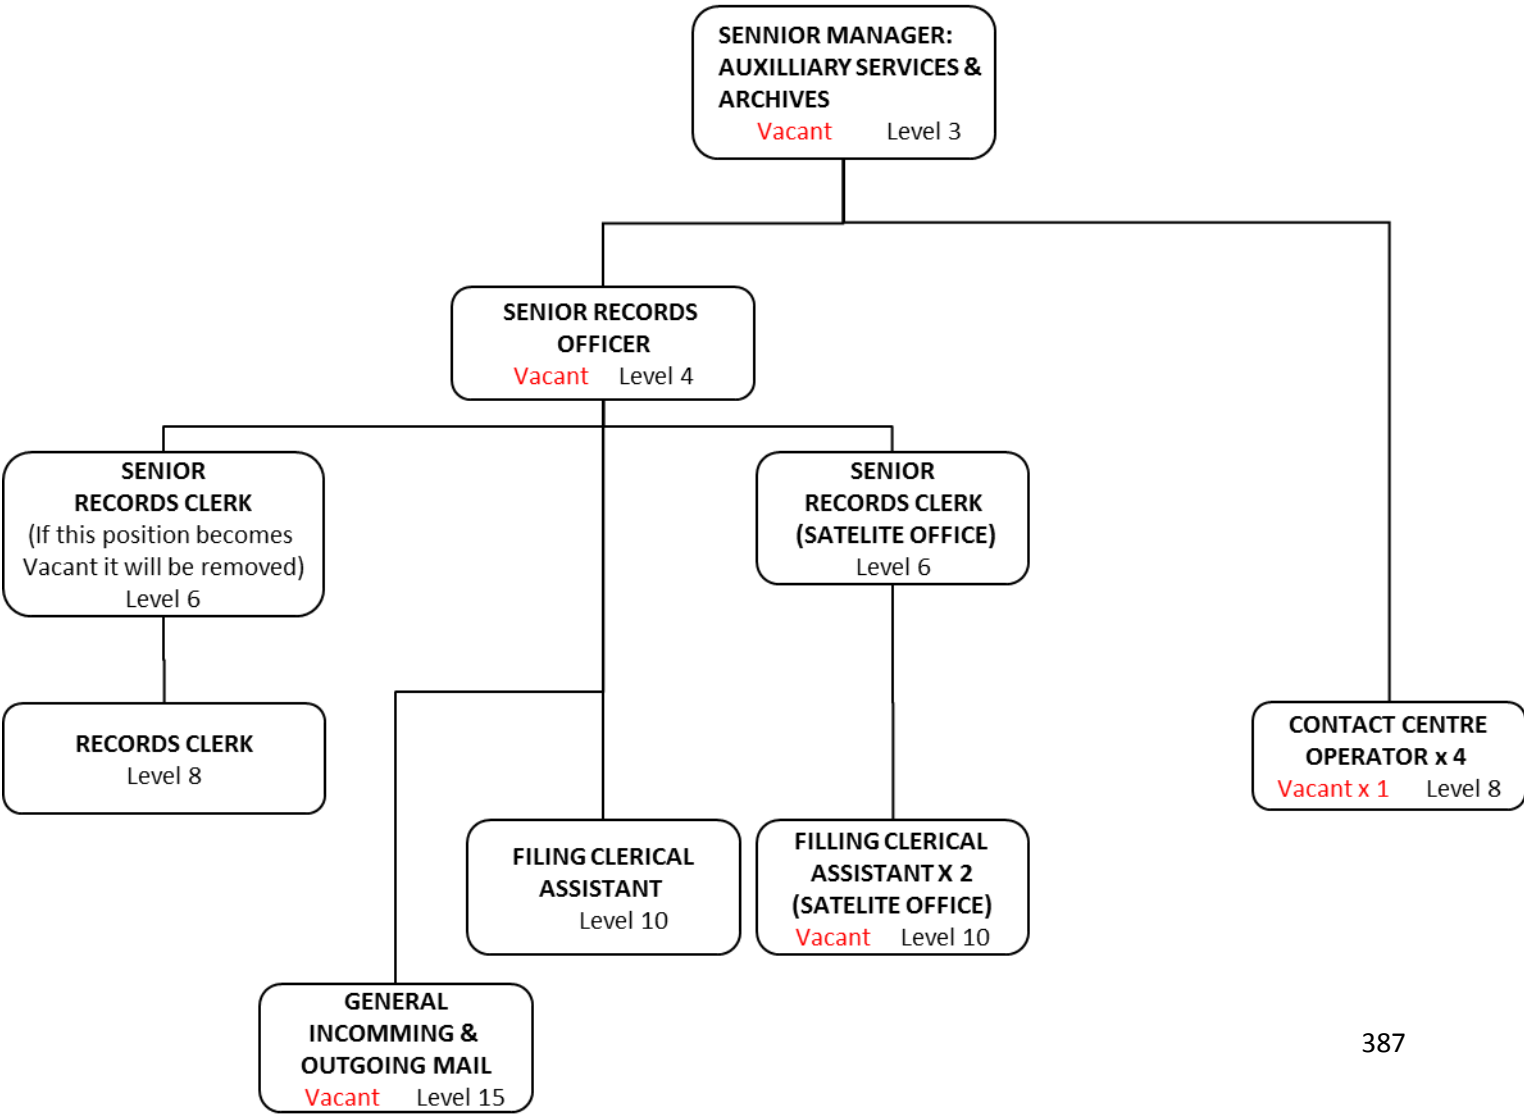 SENNIOR MANAGER:
AUXILLIARY SERVICES &
ARCHIVES
Vacant Level 3
SENIOR RECORDS
OFFICER
Vacant Level 4
SENIOR
RECORDS CLERK
(If this position becomes
Vacant it will be removed)
Level 6
SENIOR
RECORDS CLERK
(SATELITE OFFICE)
Level 6
RECORDS CLERK
Level 8
CONTACT CENTRE
OPERATOR x 4
Vacant x 1 Level 8
FILING CLERICAL
ASSISTANT
Level 10
FILLING CLERICAL
ASSISTANT X 2
(SATELITE OFFICE)
Vacant Level 10
GENERAL
INCOMMING &
OUTGOING MAIL
Vacant Level 15
387